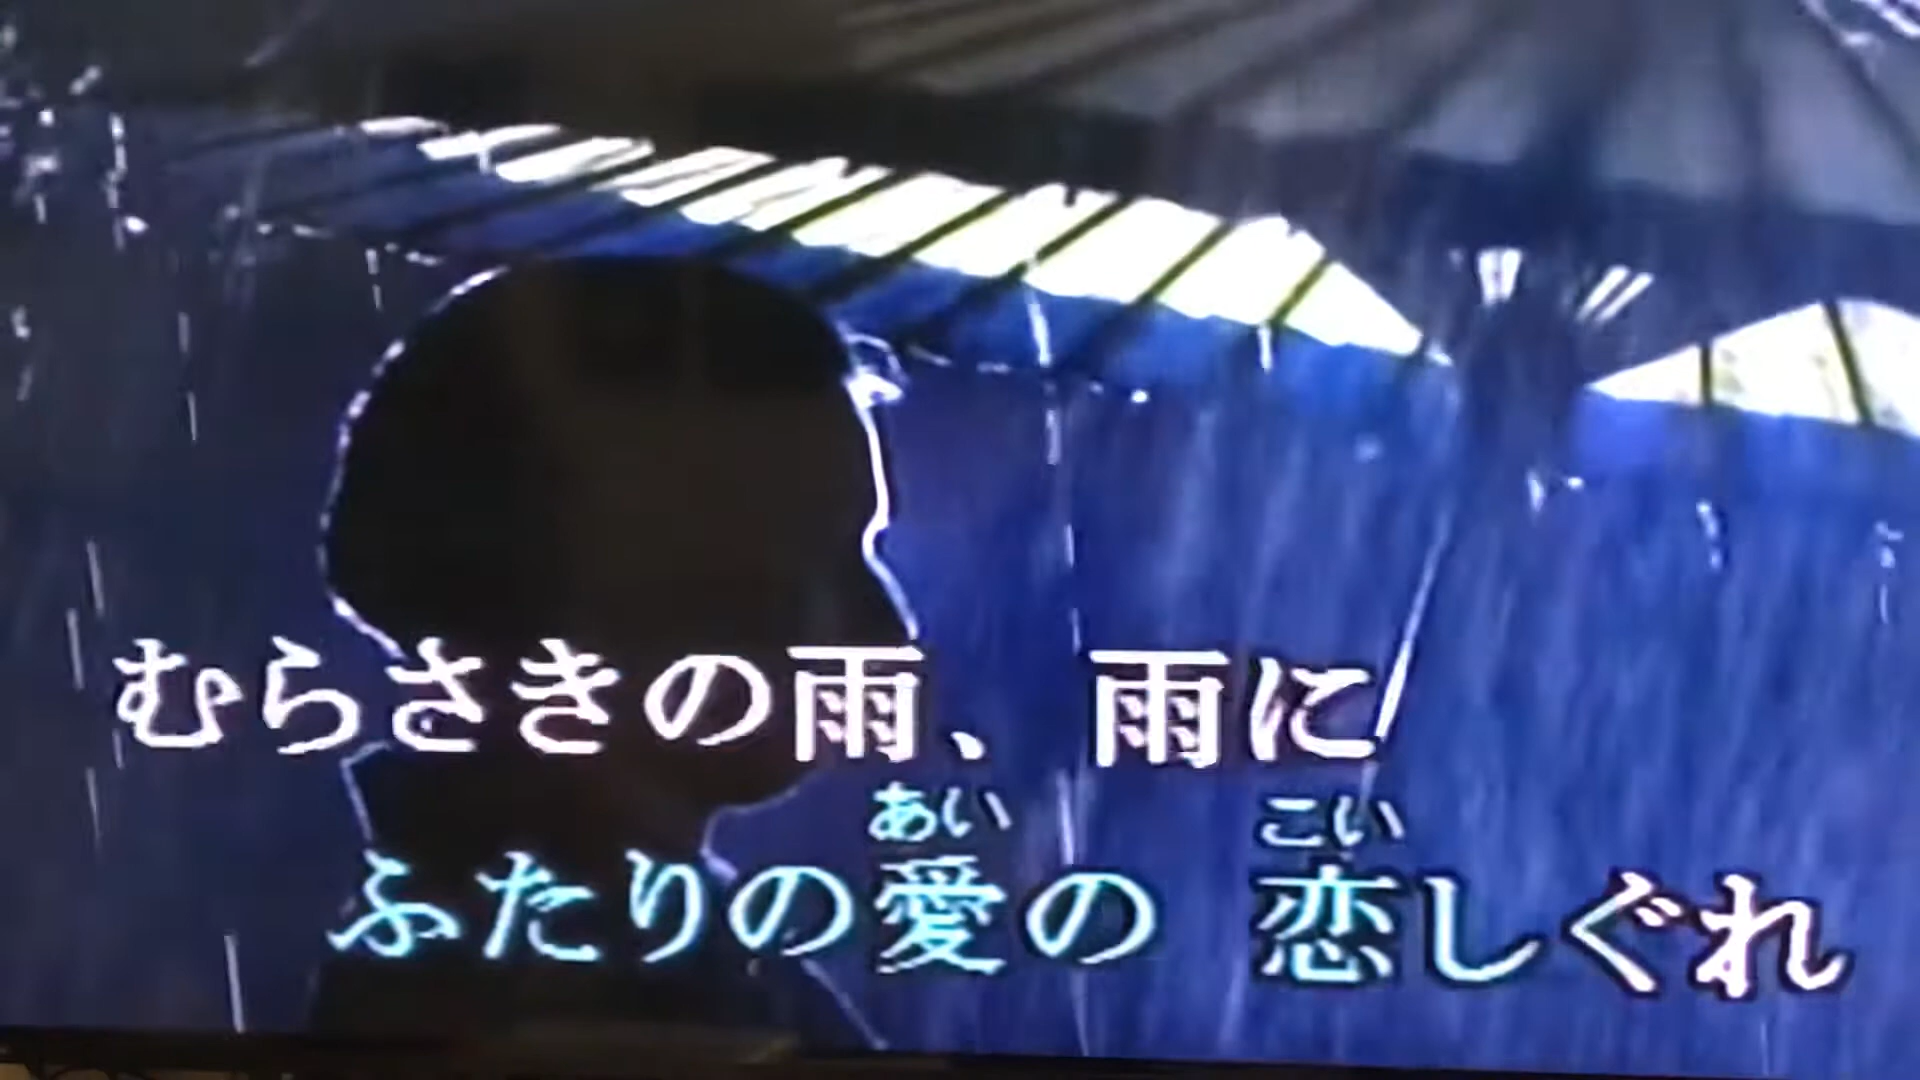 むらさきの雨、 雨に
あい こい
ふたりの愛の 恋しぐれ